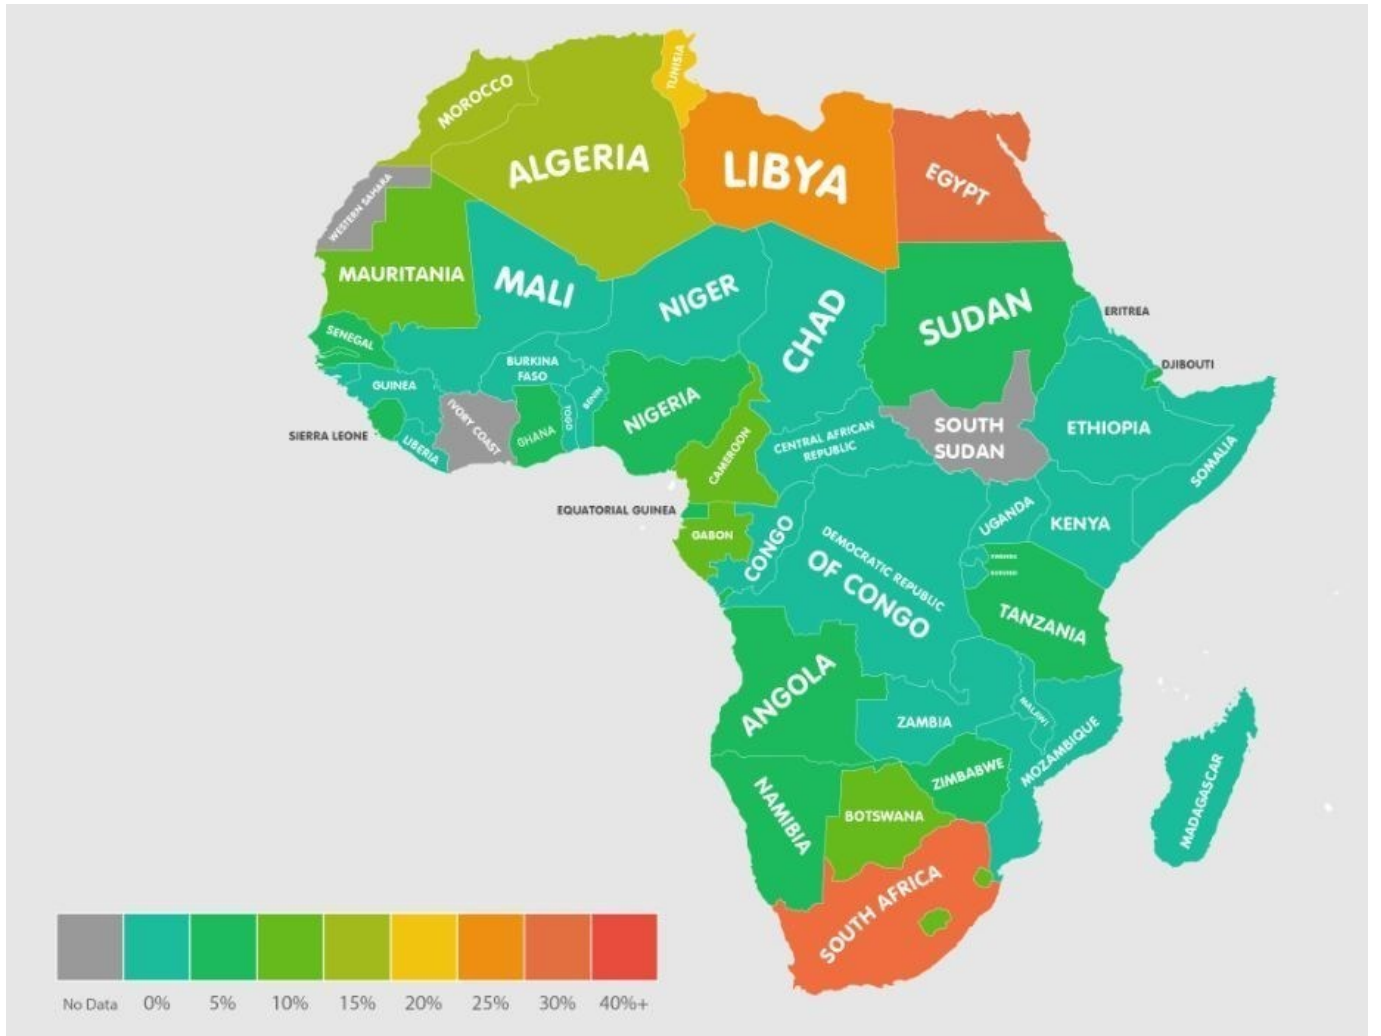 TUNISIA
MOROCCO
ALGERIA
LIBYA
EGYPT
WESTERN SAHARA
MAURITANIA
MALI
NIGER
CHAD
SUDAN
ERITREA
SENEGAL
BURKINA
FASO
DJIBOUTI
GUINEA
BENIN
NIGERIA
IVORY COAST
TOGO
GHANA
SIERRA LEONE
LIBERIA
CAMEROON
CENTRAL AFRICAN
REPUBLIC
SOUTH
SUDAN
ETHIOPIA
SOMALIA
EQUATORIAL GUINEA
GABON
CONGO
DEMOCRATIC REPUBLIC
OF CONGO
UGANDA
KENYA
RWANDA
BURUNDI
TANZANIA
ANGOLA
ZAMBIA
MALAWI
MOZAMBIQUE
ZIMBABWE
NAMIBIA
BOTSWANA
MADAGASCAR
SOUTH AFRICA
No Data 0% 5% 10% 15% 20% 25% 30% 40%+